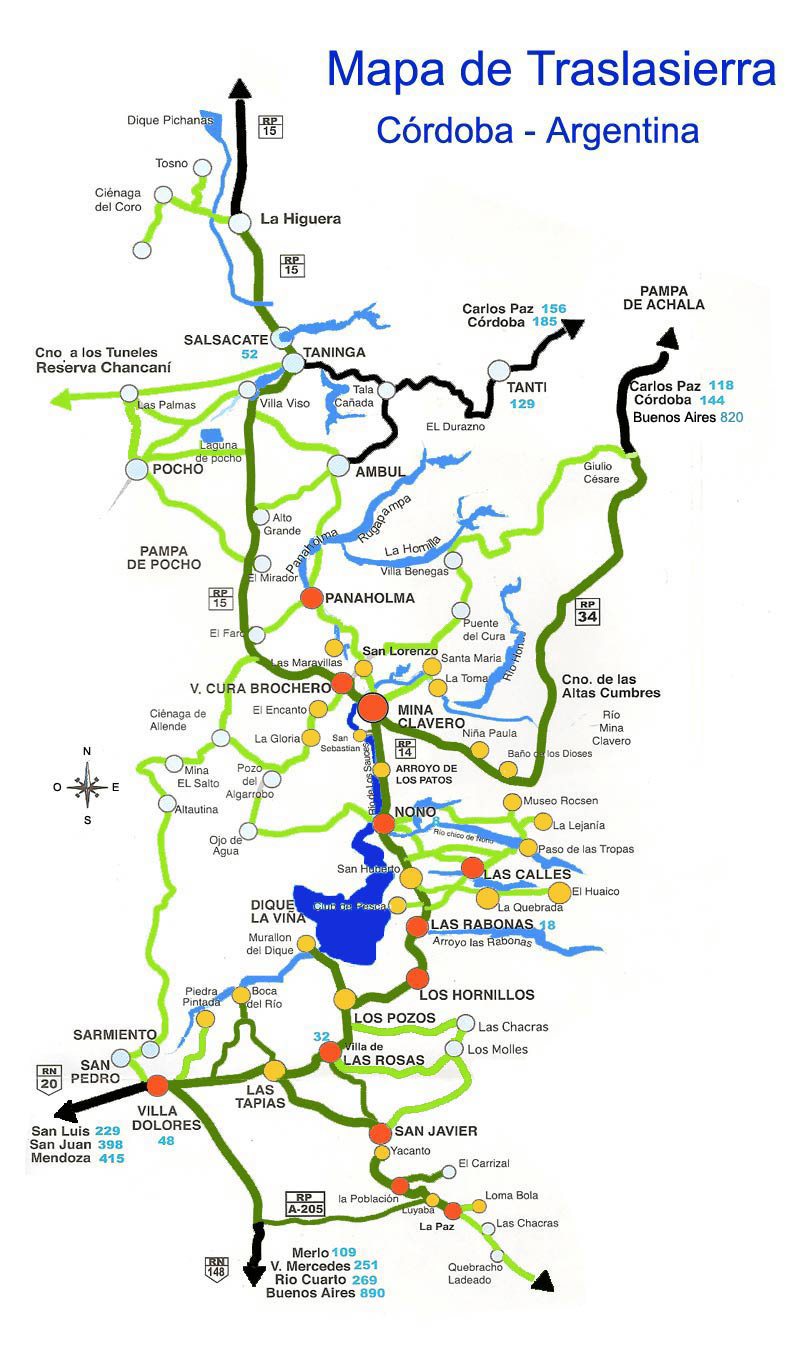 Mapa de Traslasierra
Córdoba - Argentina
Dique Pichanas
RP
15
Tosno
Ciénaga
del Coro
La Higuera
RP
15
PAMPA
DE ACHALA
Carlos Paz 156
Córdoba 185
SALSACATE
52
TANINGA
Cno. a los Tuneles
Reserva Chancaní
Carlos Paz 118
Córdoba 144
Buenos Aires 820
TANTI
129
Tala
Cañada
Las Palmas
Villa Viso
EL Durazno
Laguna
de pocho
POCHO
AMBUL
Giulio
Césare
Alto
Grande
Panaholma
Rugapampa
La Hornilla
PAMPA
DE POCHO
Villa Benegas
El Mirador
RP
15
PANAHOLMA
RP
34
Puente
del Cura
El Faro
San Lorenzo
Las Maravillas
Santa Maria
Río Hondo
La Toma
V. CURA BROCHERO
Cno. de las
Altas Cumbres
El Encanto
MINA
CLAVERO
Ciénaga de
Allende
Río
Mina
Clavero
Niña Paula
La Gloria
San
Sebastian
RP
14
Baño de los Dioses
N
O
E
S
Mina
EL Salto
Pozo
del
Algarrobo
Río de Los Sauces
ARROYO DE
LOS PATOS
Altautina
Museo Rocsen
NONO
8
La Lejanía
Río chico de Nono
Ojo de
Agua
Paso de las Tropas
San Huberto
LAS CALLES
El Huaico
DIQUE
LA VIÑA
Club de Pesca
La Quebrada
LAS RABONAS 18
Arroyo las Rabonas
Murallon
del Dique
Piedra
Pintada
Boca
del Río
LOS HORNILLOS
LOS POZOS
Las Chacras
SARMIENTO
32
Villa de
LAS ROSAS
Los Molles
SAN
PEDRO
RN
20
LAS
TAPIAS
VILLA
DOLORES
48
San Luis 229
San Juan 398
Mendoza 415
SAN JAVIER
Yacanto
El Carrizal
la Población
RP
A-205
Luyaba
Loma Bola
La Paz
Las Chacras
RN
148
Merlo 109
V. Mercedes 251
Rio Cuarto 269
Buenos Aires 890
Quebracho
Ladeado